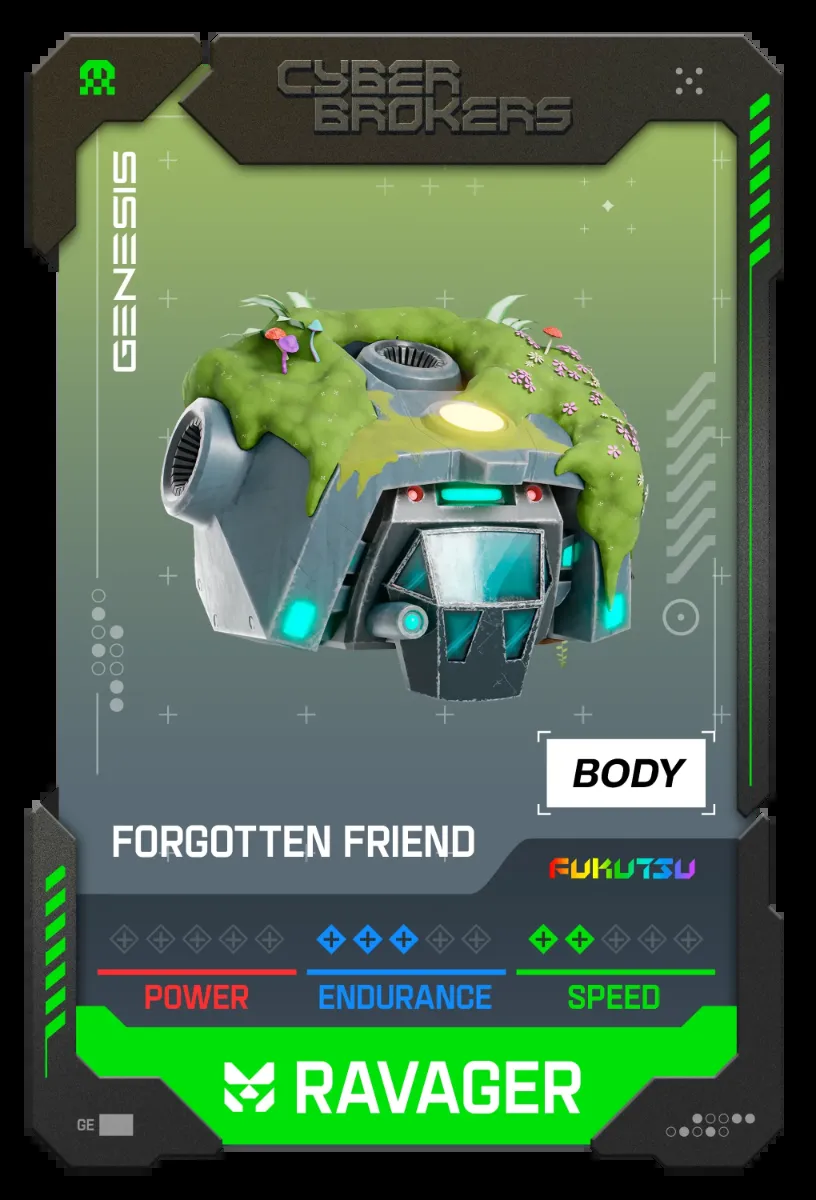 CYBER
BROKERS
GENESIS
BODY
FORGOTTEN FRIEND
FUKUTSU
POWER
ENDURANCE
SPEED
RAVAGER
GE